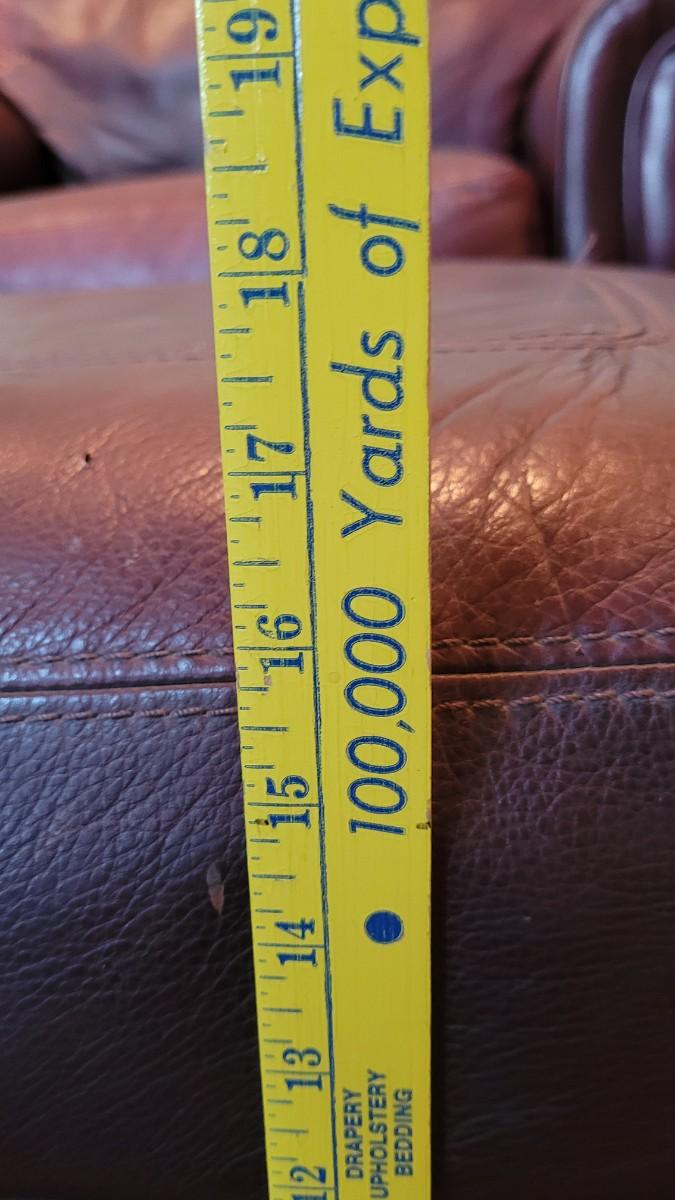 19
18
17
16
15
14
13
12
100,000 Yards of Exp
DRAPERY
UPHOLSTERY
BEDDING